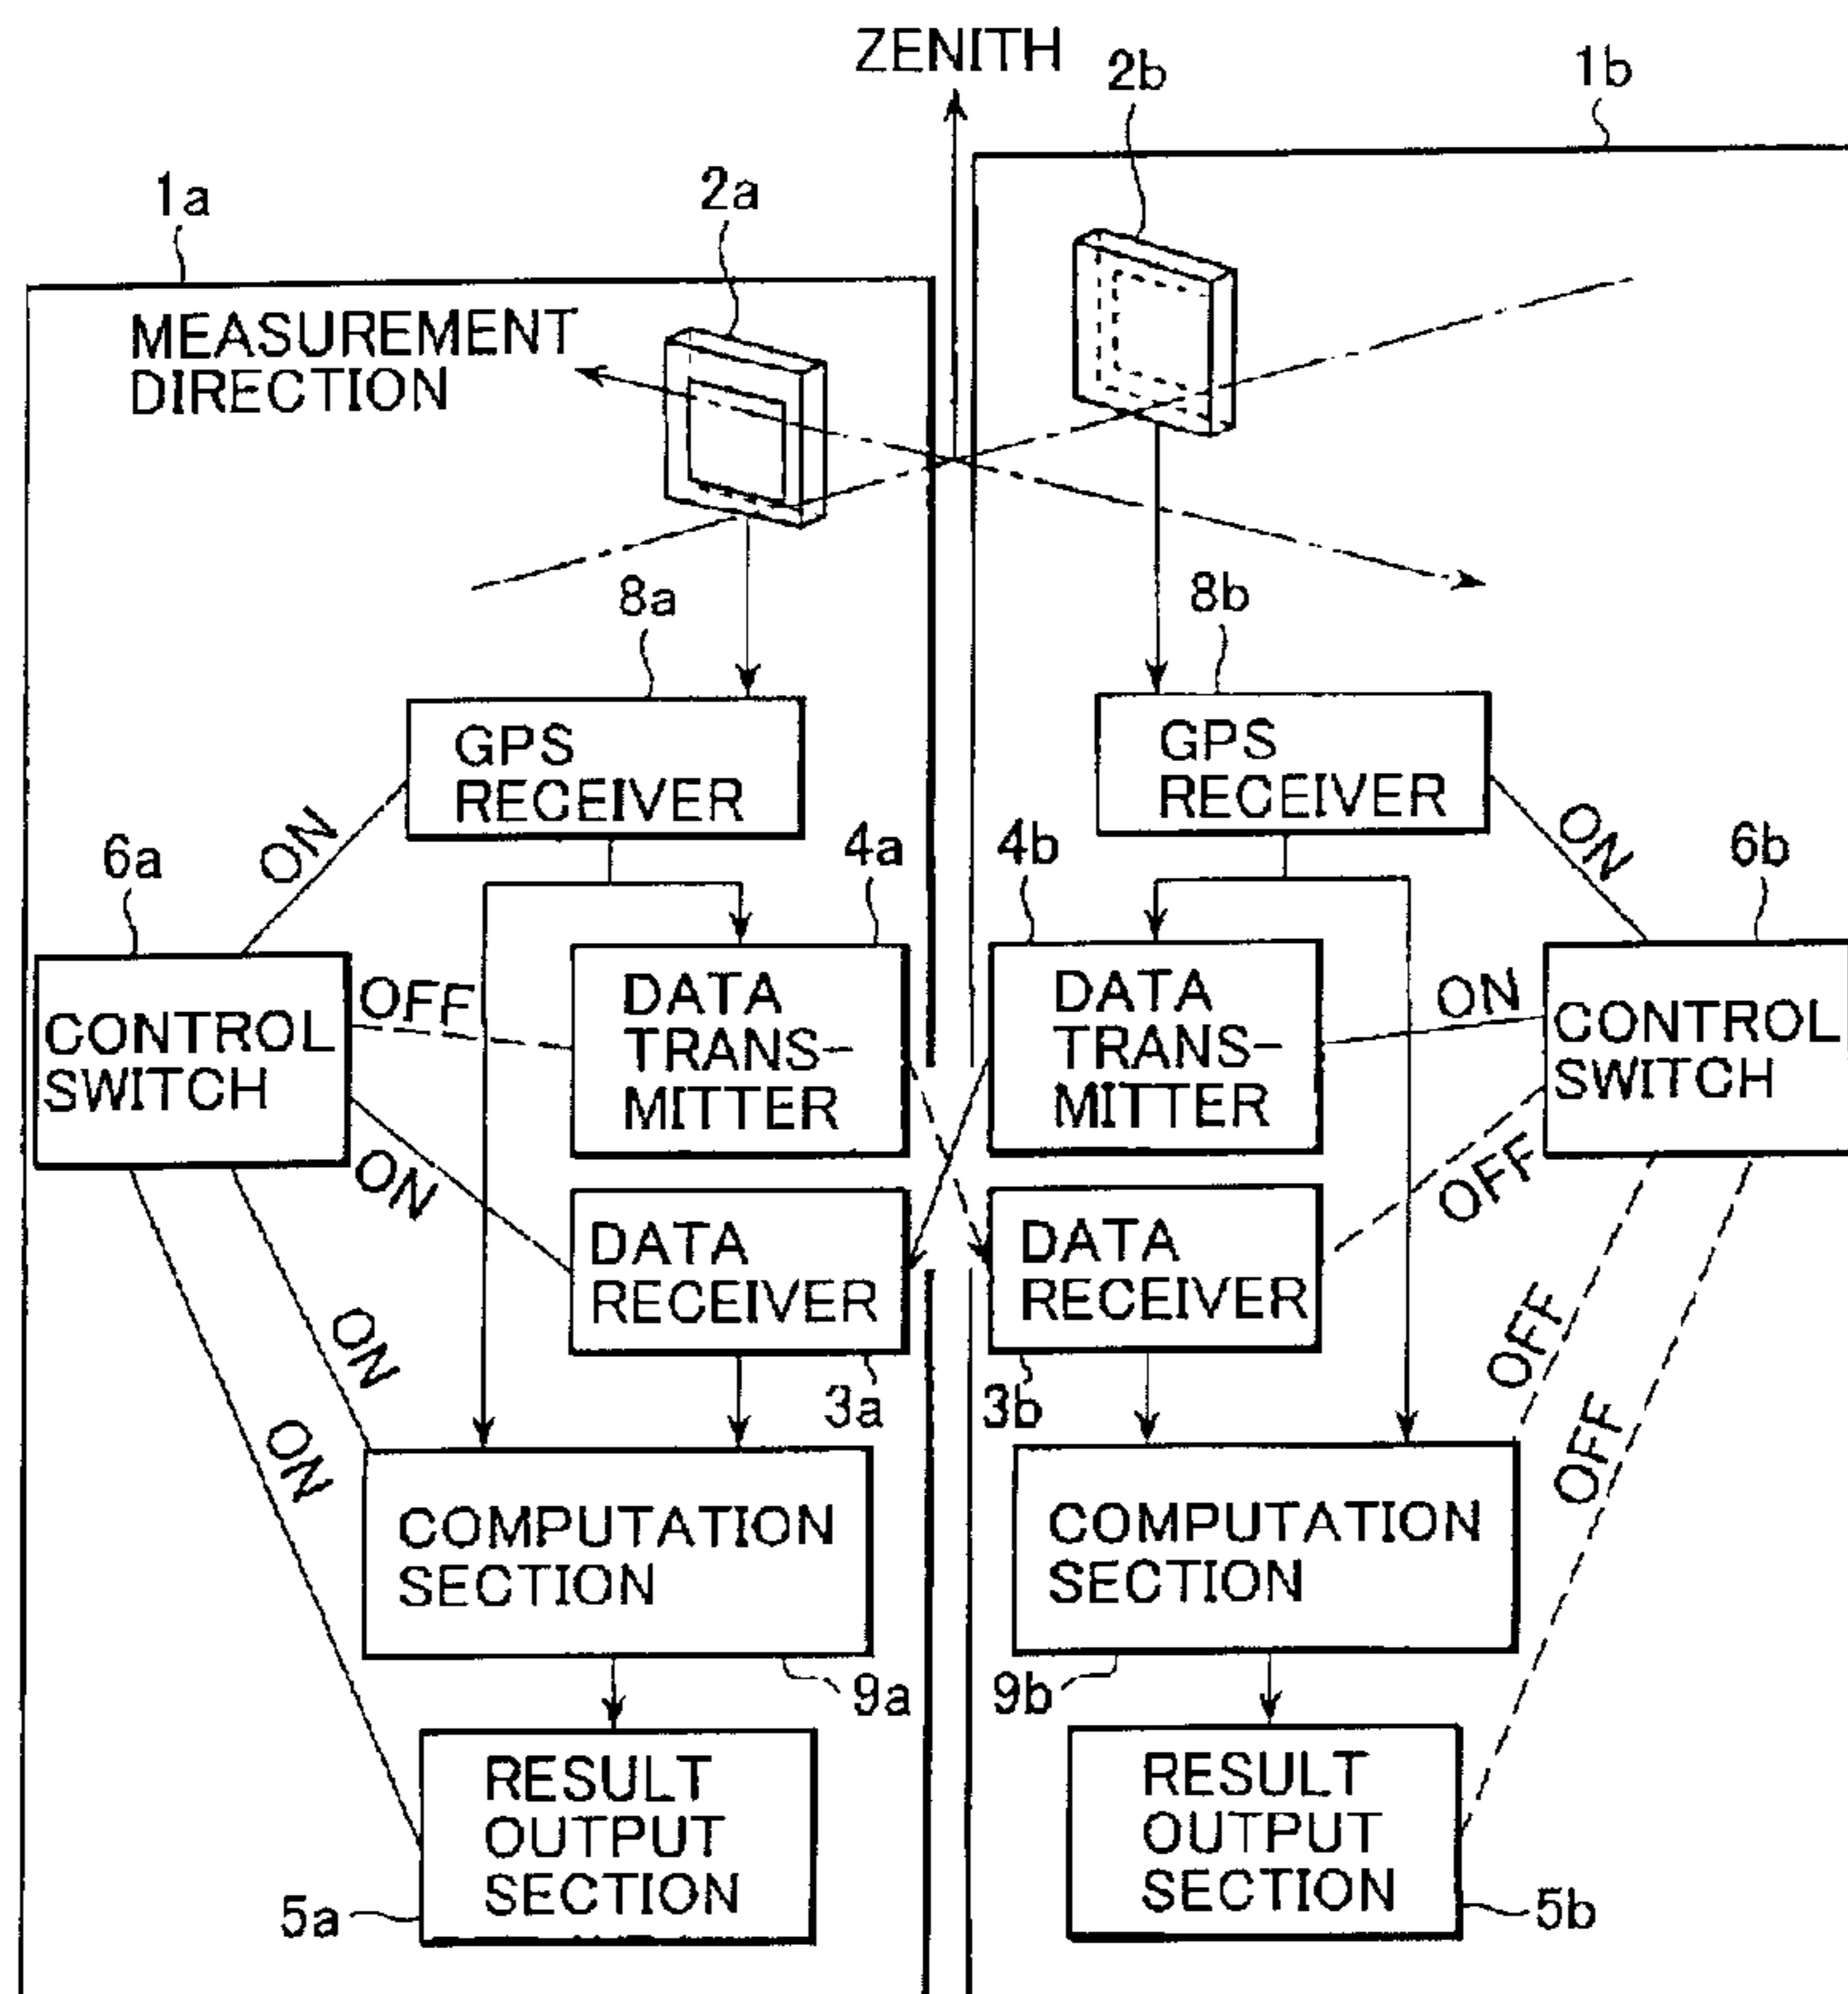 ZENITH
2b
1b
1a
2a
MEASUREMENT
DIRECTION
8a
8b
GPS
RECEIVER
GPS
RECEIVER
ON
ON
6a
4a
4b
6b
CONTROL
SWITCH
OFF
DATA
TRANS-
MITTER
DATA
TRANS-
MITTER
ON
CONTROL
SWITCH
ON
OFF
DATA
RECEIVER
DATA
RECEIVER
ON
OFF
3a
3b
ON
OFF
COMPUTATION
SECTION
COMPUTATION
SECTION
9a
9b
RESULT
OUTPUT
SECTION
RESULT
OUTPUT
SECTION
5a
5b